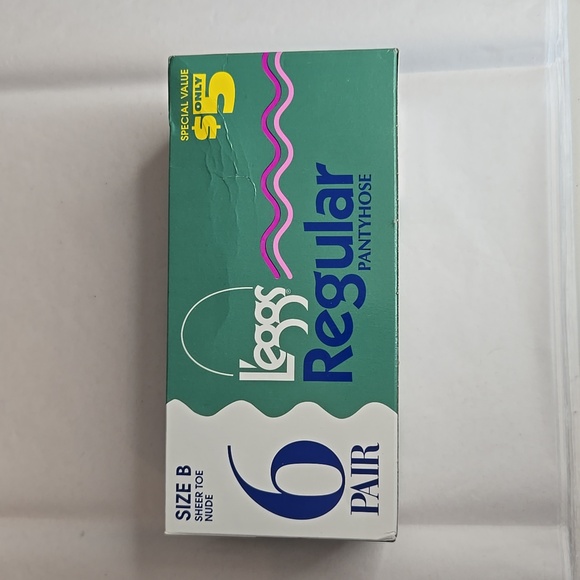 SIZE B
SHEER TOE
NUDE
6
PAIR
L'eggs®
Regular
PANTYHOSE
SPECIAL VALUE
ONLY
$5